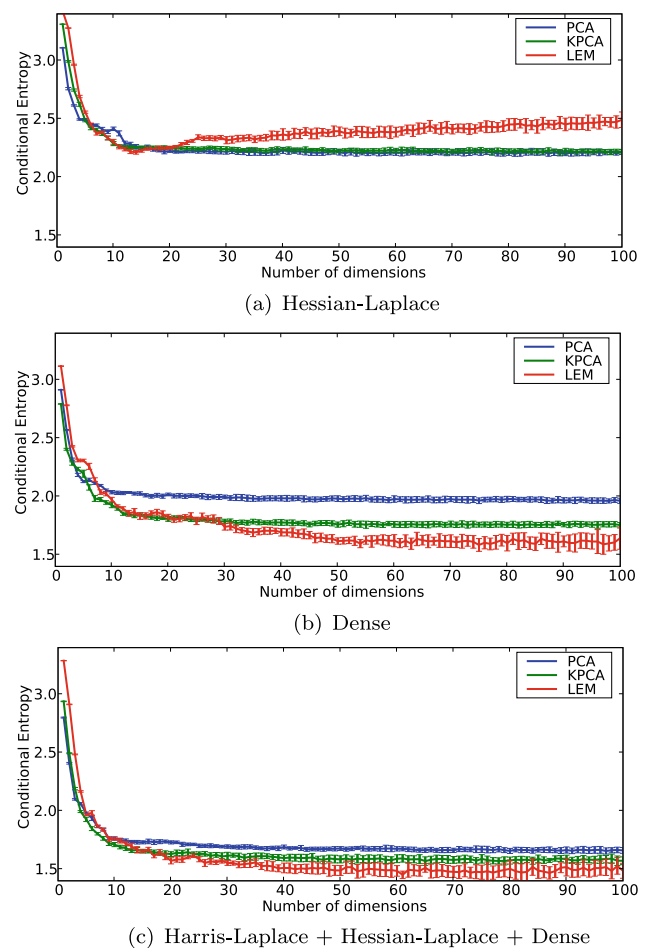 PCA
KPCA
LEM
3.0
2.5
2.0
1.5
Conditional Entropy
0 10 20 30 40 50 60 70 80 90 100
Number of dimensions
(a) Hessian-Laplace
PCA
KPCA
LEM
3.0
2.5
2.0
1.5
Conditional Entropy
0 10 20 30 40 50 60 70 80 90 100
Number of dimensions
(b) Dense
PCA
KPCA
LEM
3.0
2.5
2.0
1.5
Conditional Entropy
0 10 20 30 40 50 60 70 80 90 100
Number of dimensions
(c) Harris-Laplace + Hessian-Laplace + Dense